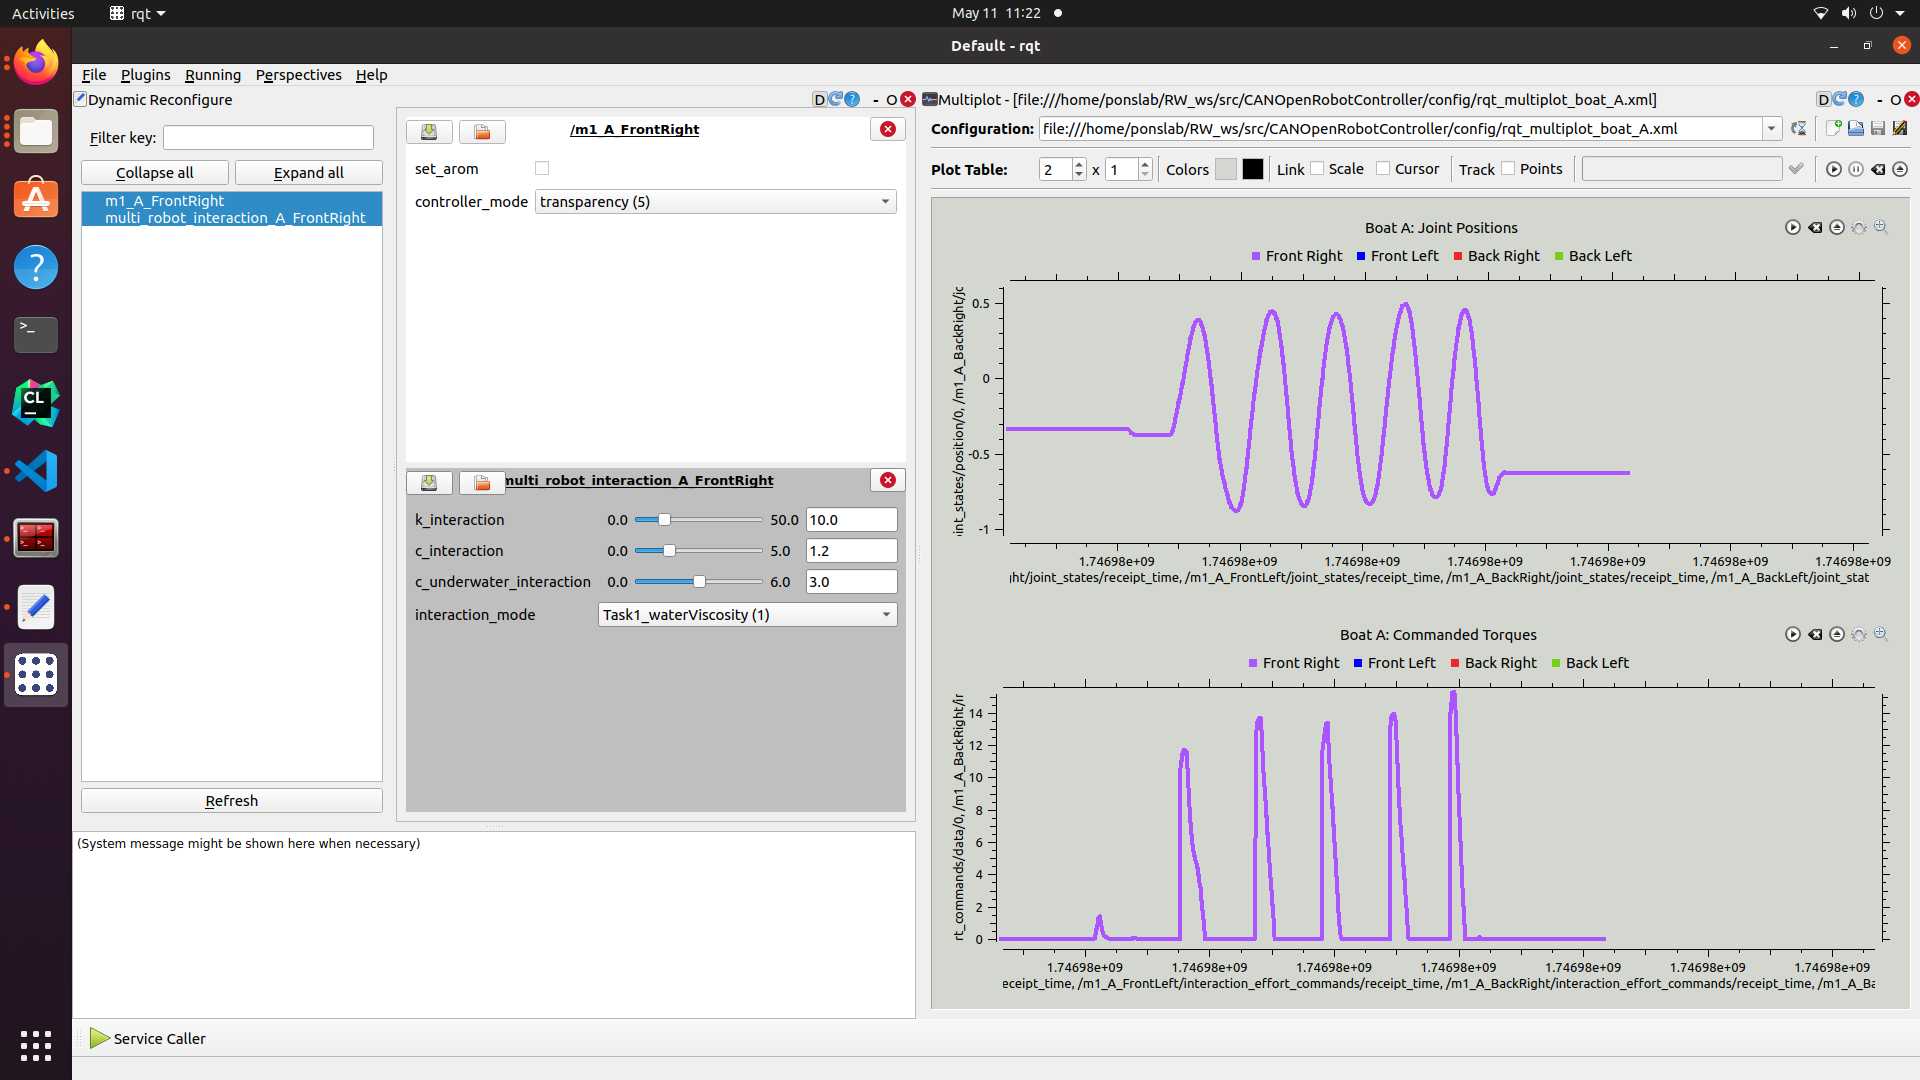 Activities
rqt
May 11 11:22
Default - rqt
File Plugins Running Perspectives Help
Dynamic Reconfigure
D
- O
Filter key:
Collapse all
Expand all
m1_A_FrontRight
multi_robot_interaction_A_FrontRight
Refresh
/m1_A_FrontRight
set_arom
controller_mode
transparency (5)
multi_robot_interaction_A_FrontRight
k_interaction 0.0 50.0 10.0
c_interaction 0.0 5.0 1.2
c_underwater_interaction 0.0 6.0 3.0
interaction_mode Task1_waterViscosity (1)
(System message might be shown here when necessary)
Service Caller
Multiplot - [file:///home/ponslab/RW_ws/src/CANOpenRobotController/config/rqt_multiplot_boat_A.xml]
D
- O
Configuration: file:///home/ponslab/RW_ws/src/CANOpenRobotController/config/rqt_multiplot_boat_A.xml
Plot Table: 2 x 1 Colors Link Scale Cursor Track Points
Boat A: Joint Positions
Front Right Front Left Back Right Back Left
int_states/position/0, /m1_A_BackRight/jc
0.5
0
-0.5
-1
1.74698e+09 1.74698e+09 1.74698e+09 1.74698e+09 1.74698e+09 1.74698e+09 1.74698e+09
ght/joint_states/receipt_time, /m1_A_FrontLeft/joint_states/receipt_time, /m1_A_BackRight/joint_states/receipt_time, /m1_A_BackLeft/joint_stat
Boat A: Commanded Torques
Front Right Front Left Back Right Back Left
rt_commands/data/0, /m1_A_BackRight/ir
14
12
10
8
6
4
2
0
1.74698e+09 1.74698e+09 1.74698e+09 1.74698e+09 1.74698e+09 1.74698e+09 1.74698e+09
eceipt_time, /m1_A_FrontLeft/interaction_effort_commands/receipt_time, /m1_A_BackRight/interaction_effort_commands/receipt_time, /m1_A_Ba
CL